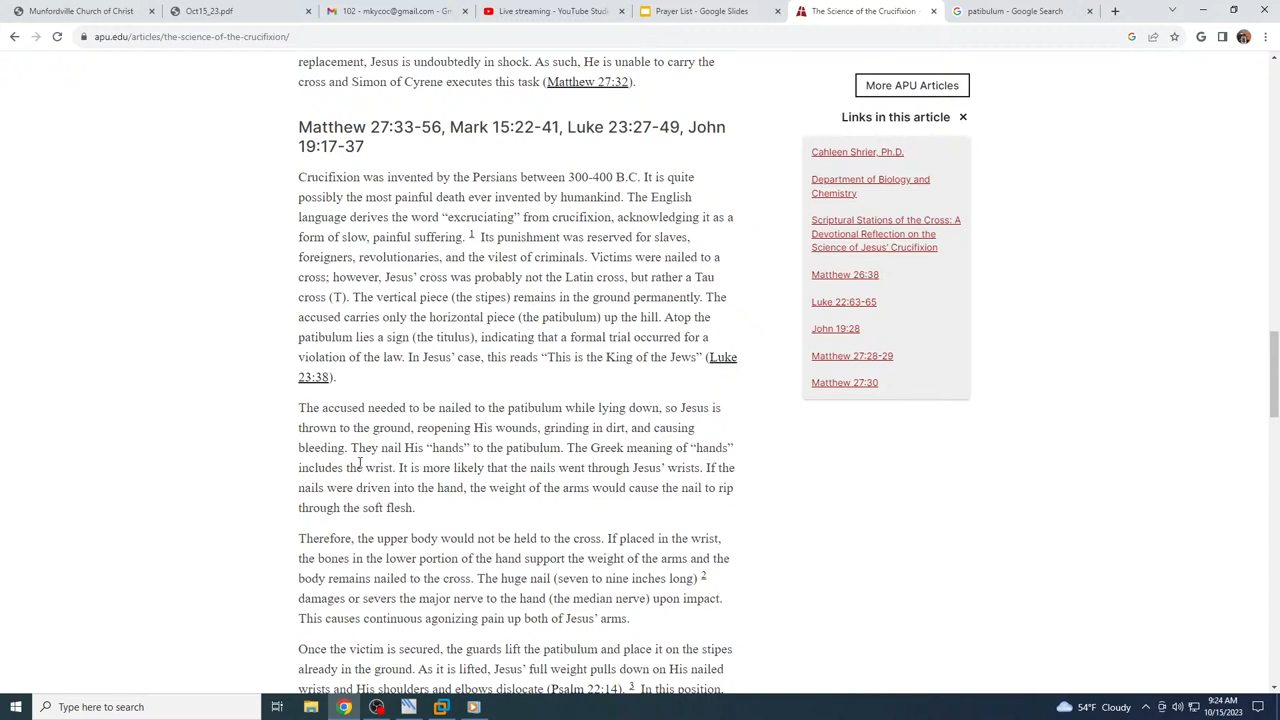 Munfordville Church of Christ
Oct15_23.pdf
102 - mkycoc@gmail.com - G
Live streaming - YouTube Studi
Prayer List - Google Slides
The Science of the Crucifixion
patibulum - Google Search
apu.edu/articles/the-science-of-the-crucifixion/
replacement, Jesus is undoubtedly in shock. As such, He is unable to carry the
cross and Simon of Cyrene executes this task (Matthew 27:32).
Matthew 27:33-56, Mark 15:22-41, Luke 23:27-49, John
19:17-37
Crucifixion was invented by the Persians between 300-400 B.C. It is quite
possibly the most painful death ever invented by humankind. The English
language derives the word “excruciating” from crucifixion, acknowledging it as a
form of slow, painful suffering. 1 Its punishment was reserved for slaves,
foreigners, revolutionaries, and the vilest of criminals. Victims were nailed to a
cross; however, Jesus’ cross was probably not the Latin cross, but rather a Tau
cross (T). The vertical piece (the stipes) remains in the ground permanently. The
accused carries only the horizontal piece (the patibulum) up the hill. Atop the
patibulum lies a sign (the titulus), indicating that a formal trial occurred for a
violation of the law. In Jesus’ case, this reads “This is the King of the Jews” (Luke
23:38).
The accused needed to be nailed to the patibulum while lying down, so Jesus is
thrown to the ground, reopening His wounds, grinding in dirt, and causing
bleeding. They nail His “hands” to the patibulum. The Greek meaning of “hands”
includes the wrist. It is more likely that the nails went through Jesus’ wrists. If the
nails were driven into the hand, the weight of the arms would cause the nail to rip
through the soft flesh.
Therefore, the upper body would not be held to the cross. If placed in the wrist,
the bones in the lower portion of the hand support the weight of the arms and the
body remains nailed to the cross. The huge nail (seven to nine inches long) 2
damages or severs the major nerve to the hand (the median nerve) upon impact.
This causes continuous agonizing pain up both of Jesus’ arms.
Once the victim is secured, the guards lift the patibulum and place it on the stipes
already in the ground. As it is lifted, Jesus’ full weight pulls down on His nailed
wrists and His shoulders and elbows dislocate (Psalm 22:14). 3 In this position,
More APU Articles
Links in this article ×
Cahleen Shrier, Ph.D.
Department of Biology and
Chemistry
Scriptural Stations of the Cross: A
Devotional Reflection on the
Science of Jesus’ Crucifixion
Matthew 26:38
Luke 22:63-65
John 19:28
Matthew 27:28-29
Matthew 27:30
Type here to search
54°F Cloudy
9:24 AM
10/15/2023